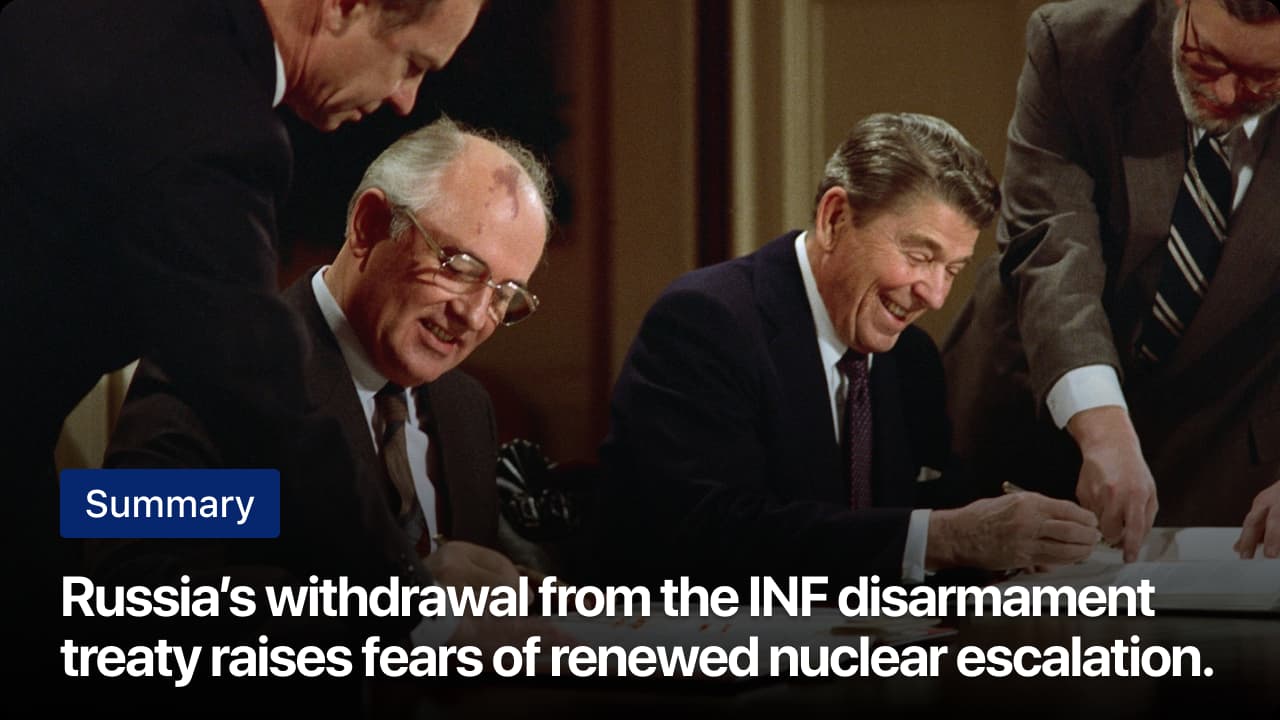 Summary
Russia’s withdrawal from the INF disarmament
treaty raises fears of renewed nuclear escalation.